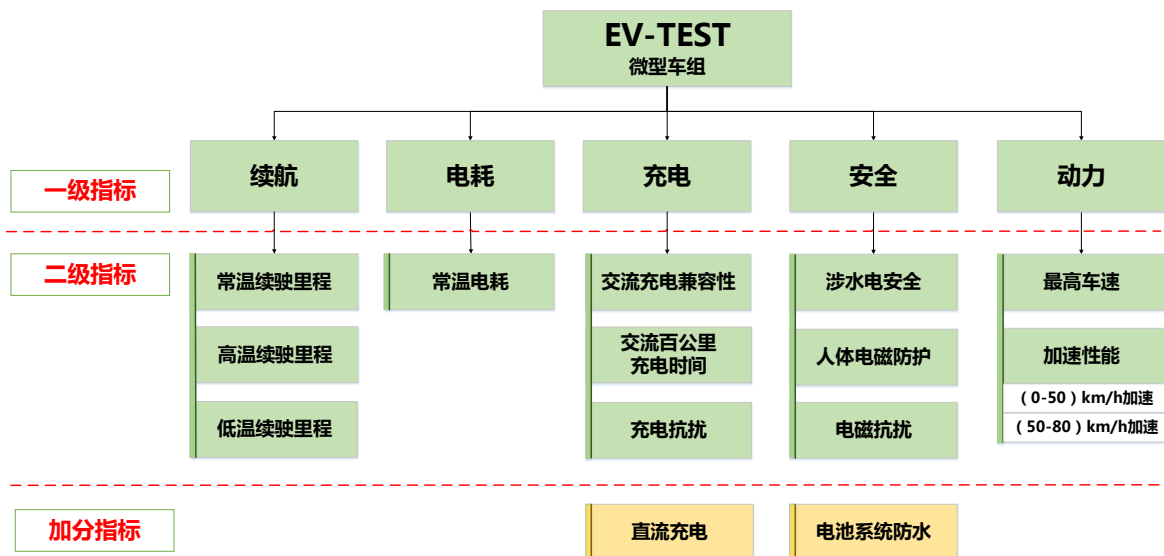 EV-TEST
微型车组
一级指标
续航
电耗
充电
安全
动力
二级指标
常温续驶里程
常温电耗
交流充电兼容性
涉水电安全
最高车速
高温续驶里程
交流百公里
充电时间
人体电磁防护
加速性能
(0-50)km/h加速
低温续驶里程
充电抗扰
电磁抗扰
(50-80)km/h加速
加分指标
直流充电
电池系统防水